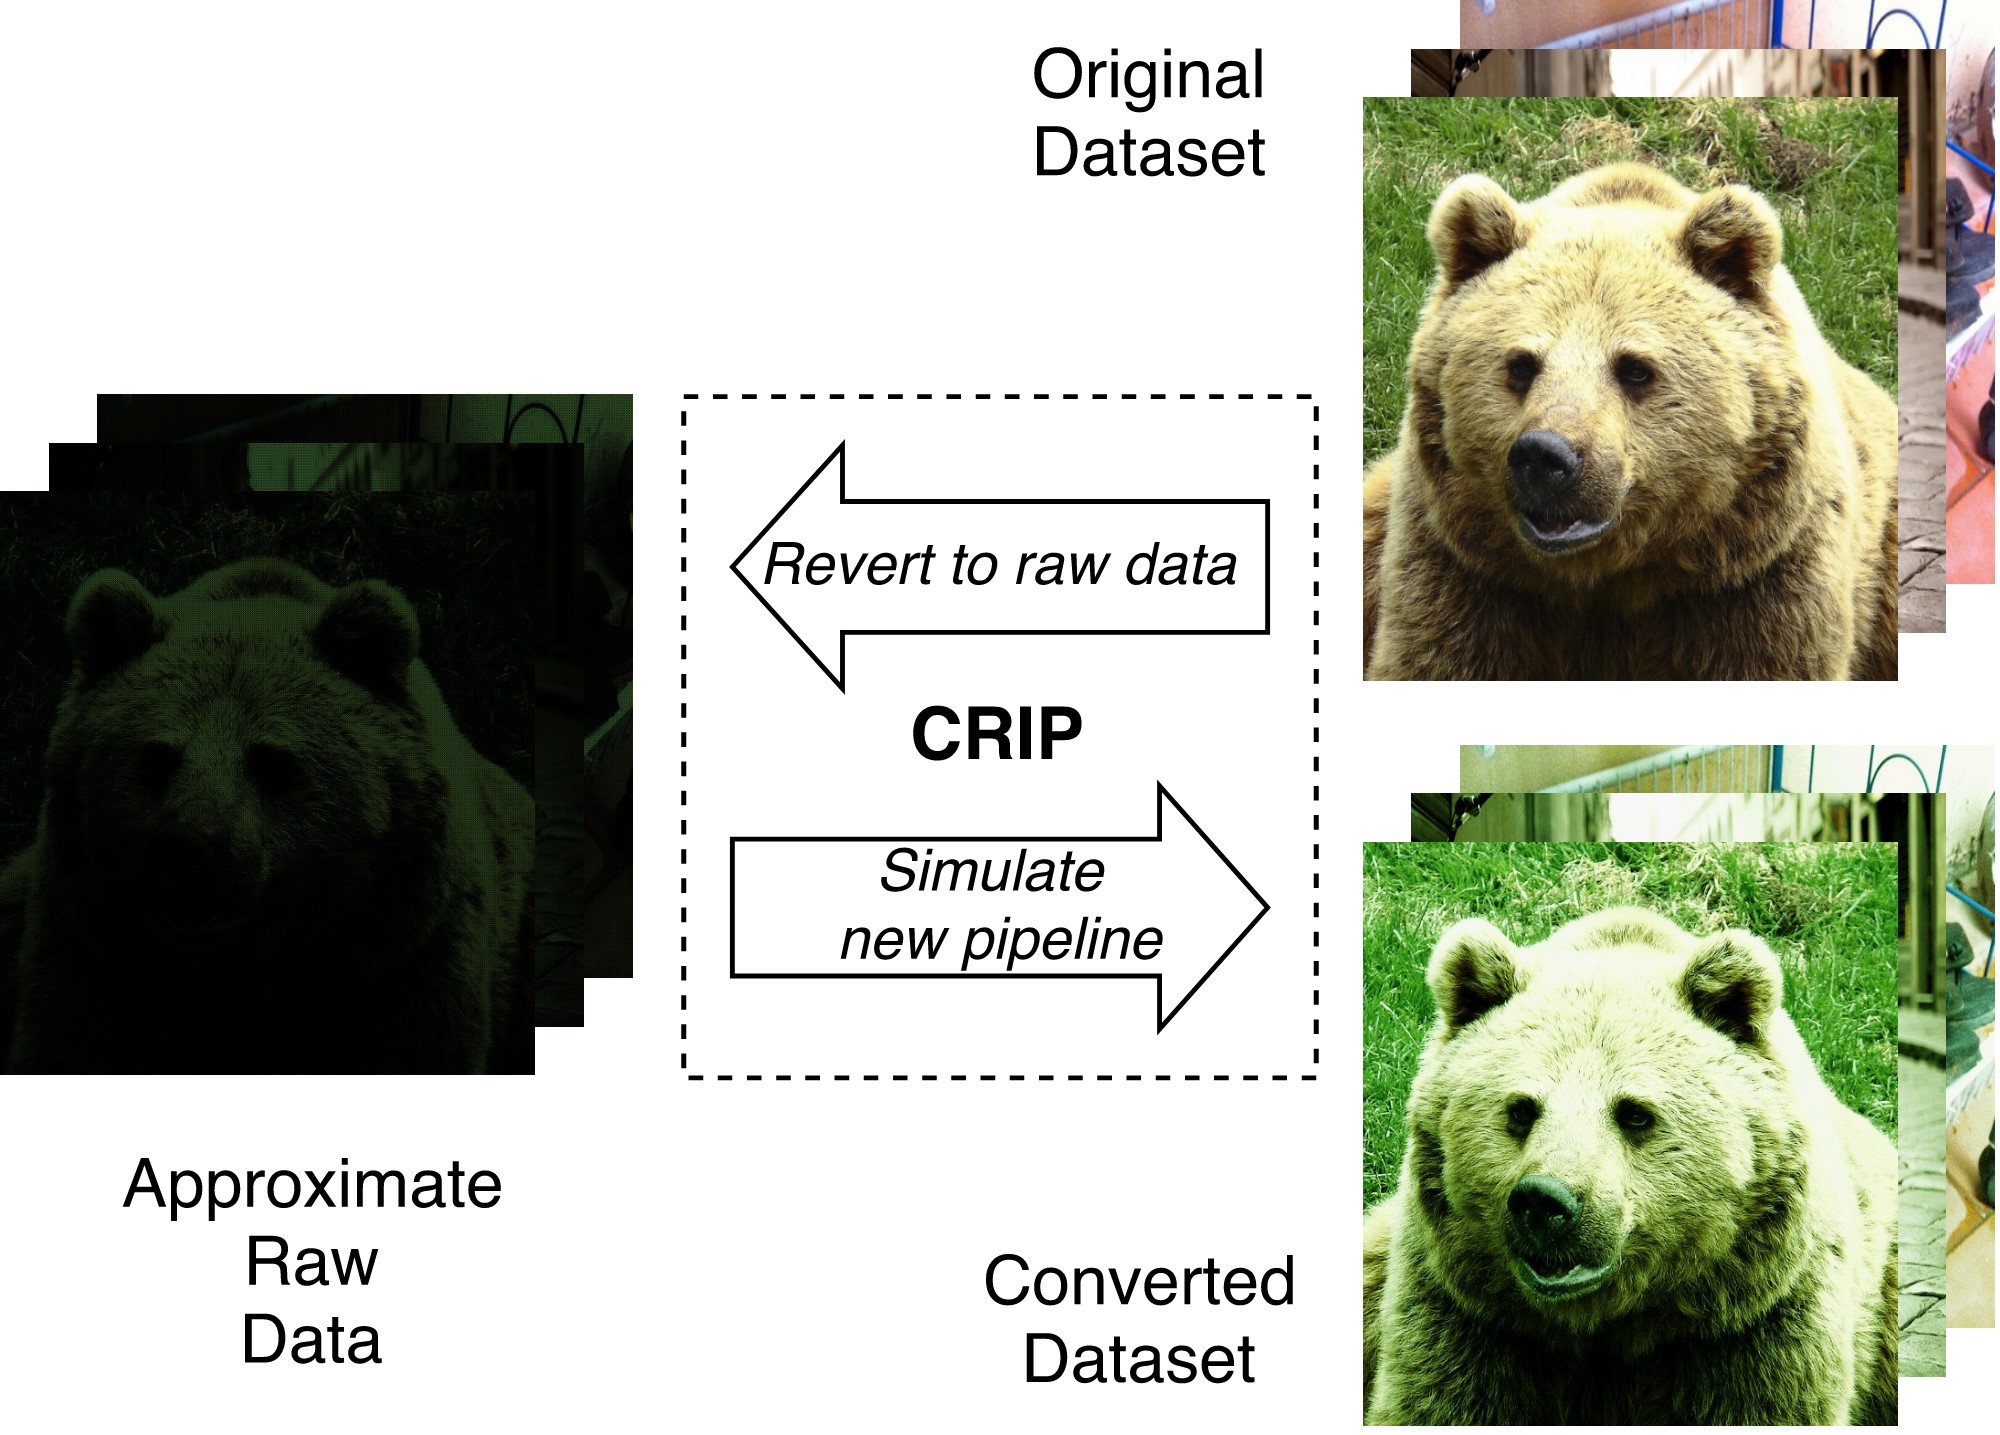 Original
Dataset
Revert to raw data
CRIP
Simulate
new pipeline
Approximate
Raw
Data
Converted
Dataset